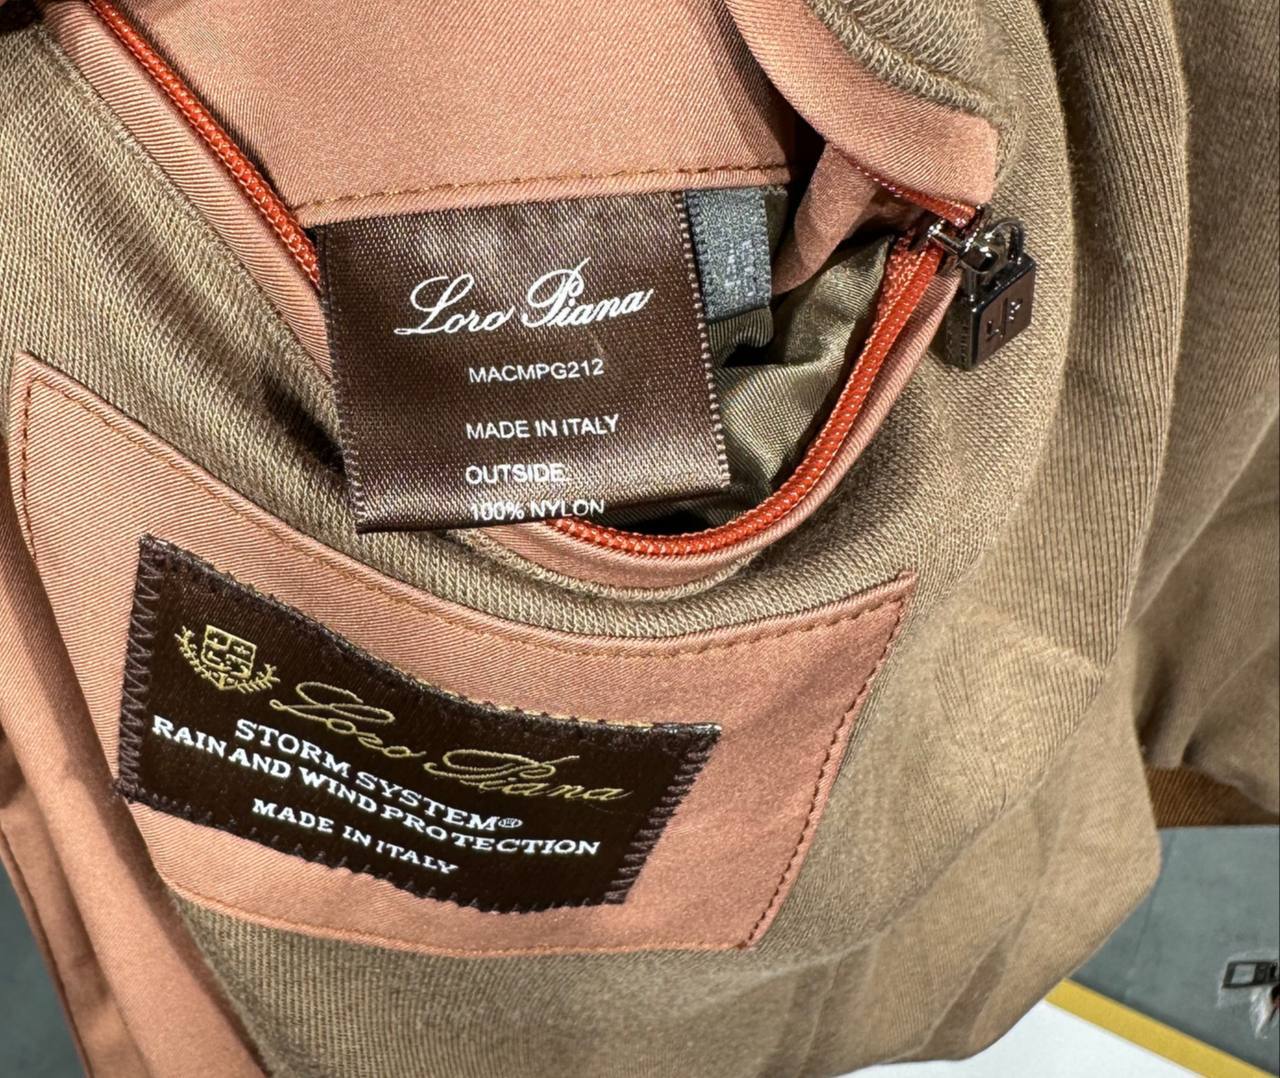 Loro Piana
MACMPG212
MADE IN ITALY
OUTSIDE
100% NYLON
Loro Piana
STORM SYSTEM®
RAIN AND WIND PROTECTION
MADE IN ITALY